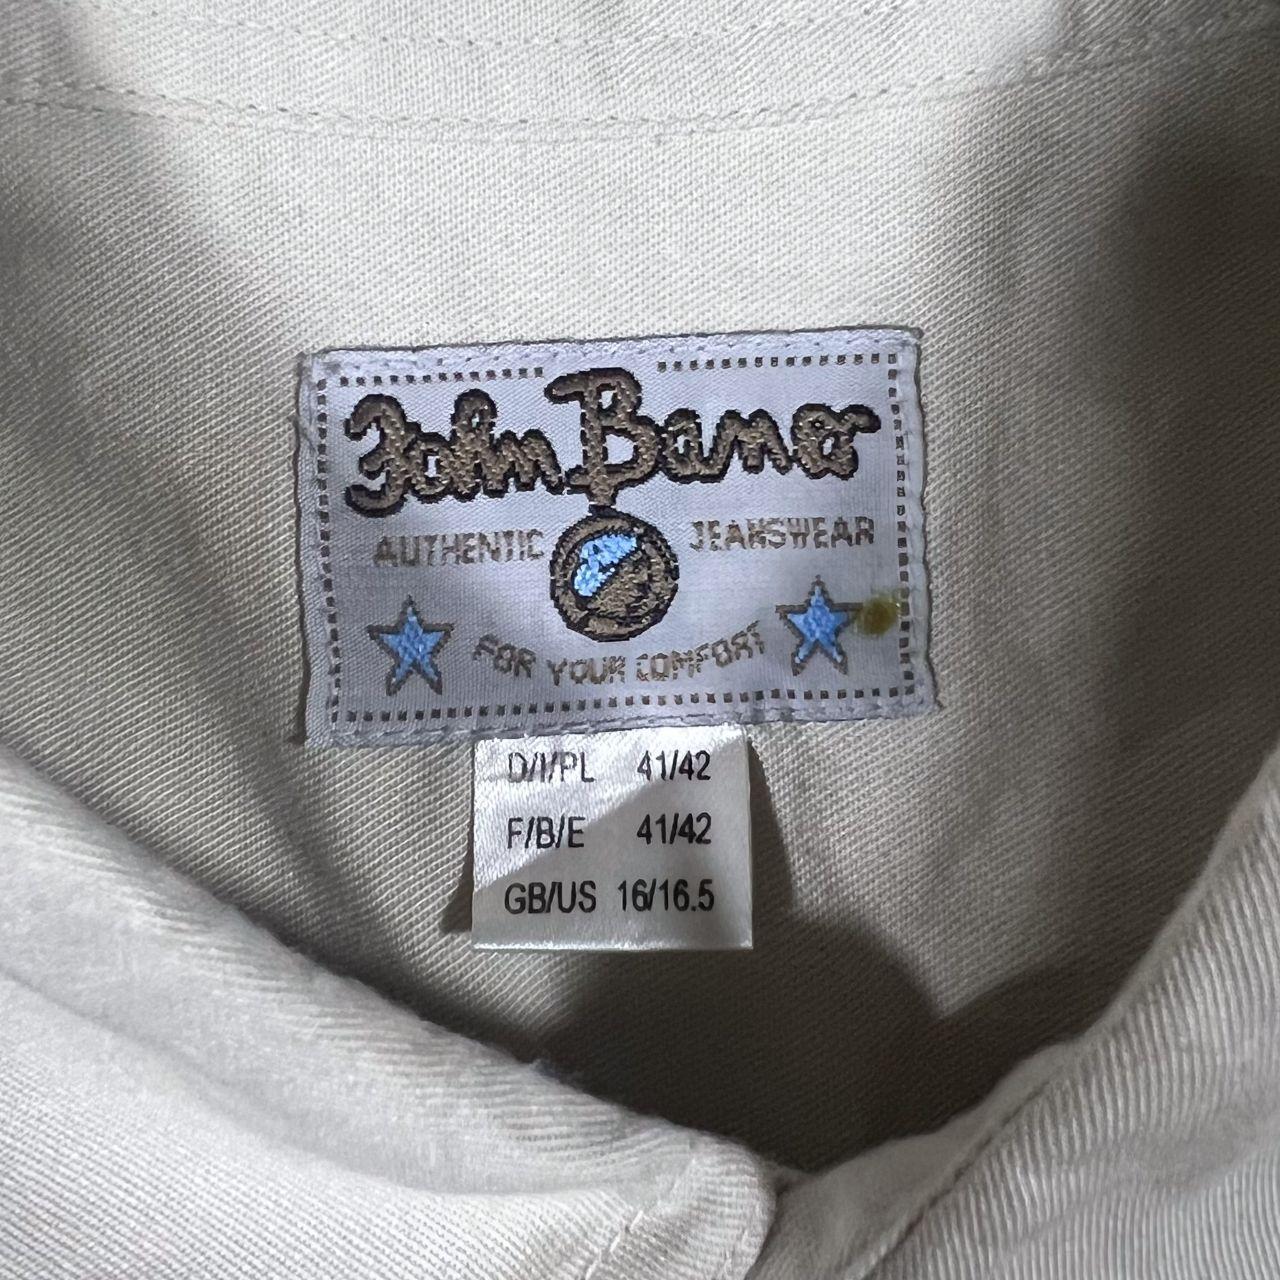 John Baner
AUTHENTIC JEANSWEAR
FOR YOUR COMFORT
D/I/PL 41/42
F/B/E 41/42
GB/US 16/16.5